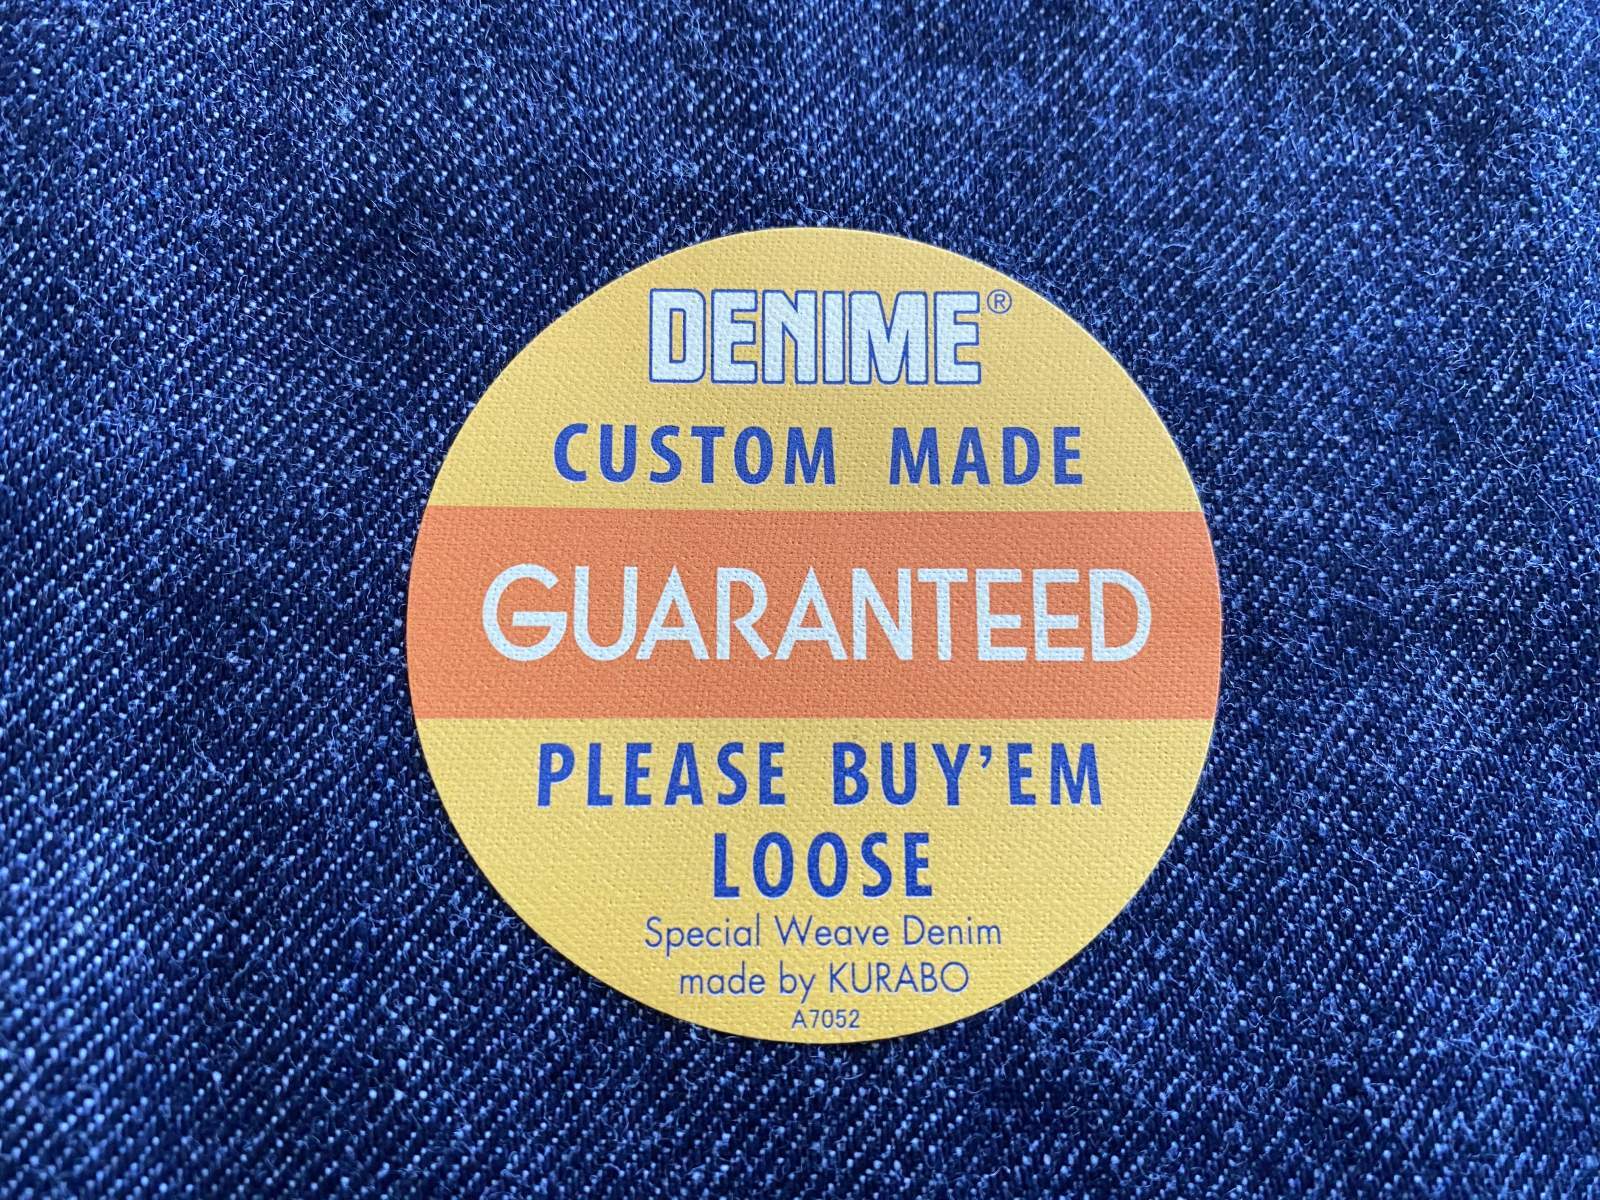 DENIME®
CUSTOM MADE
GUARANTEED
PLEASE BUY'EM
LOOSE
Special Weave Denim
made by KURABO
A7052